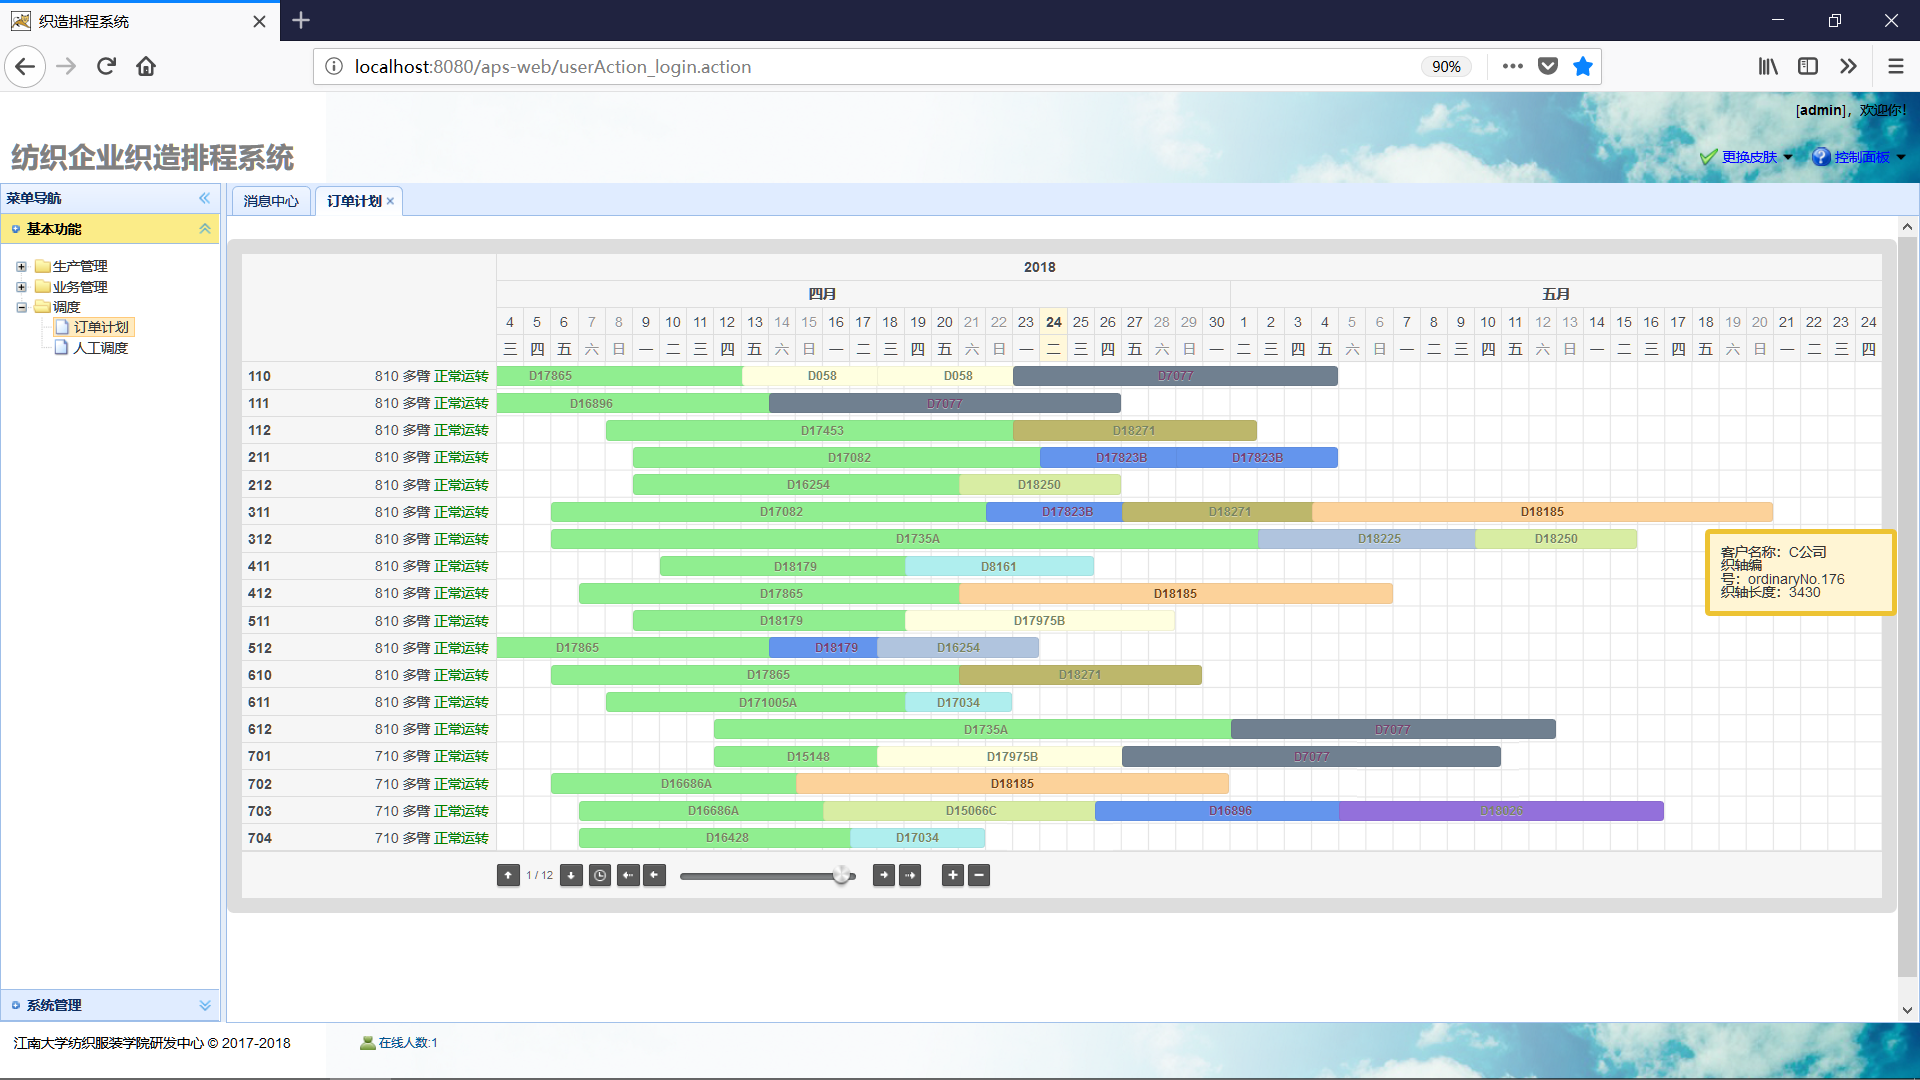 织造排程系统
localhost:8080/aps-web/userAction_login.action
90%
[admin]，欢迎你!
纺织企业织造排程系统
更换皮肤 控制面板
菜单导航
消息中心 订单计划
基本功能
生产管理
业务管理
调度
订单计划
人工调度
2018
四月 五月
4 5 6 7 8 9 10 11 12 13 14 15 16 17 18 19 20 21 22 23 24 25 26 27 28 29 30 1 2 3 4 5 6 7 8 9 10 11 12 13 14 15 16 17 18 19 20 21 22 23 24
三 四 五 六 日 一 二 三 四 五 六 日 一 二 三 四 五 六 日 一 二 三 四 五 六 日 一 二 三 四 五 六 日 一 二 三 四 五 六 日 一 二 三 四 五 六 日 一 二 三 四
110 810 多臂 正常运转 D17865 D058 D058 D7077
111 810 多臂 正常运转 D16896 D7077
112 810 多臂 正常运转 D17453 D18271
211 810 多臂 正常运转 D17082 D17823B D17823B
212 810 多臂 正常运转 D16254 D18250
311 810 多臂 正常运转 D17082 D17823B D18271 D18185
312 810 多臂 正常运转 D1735A D18225 D18250
411 810 多臂 正常运转 D18179 D8161
412 810 多臂 正常运转 D17865 D18185
511 810 多臂 正常运转 D18179 D17975B
512 810 多臂 正常运转 D17865 D18179 D16254
610 810 多臂 正常运转 D17865 D18271
611 810 多臂 正常运转 D171005A D17034
612 810 多臂 正常运转 D1735A D7077
701 710 多臂 正常运转 D15148 D17975B D7077
702 710 多臂 正常运转 D16686A D18185
703 710 多臂 正常运转 D16686A D15066C D16896 D18026
704 710 多臂 正常运转 D16428 D17034
客户名称：C公司
织轴编
号：ordinaryNo.176
织轴长度：3430
1 / 12
系统管理
江南大学纺织服装学院研发中心 © 2017-2018
在线人数:1